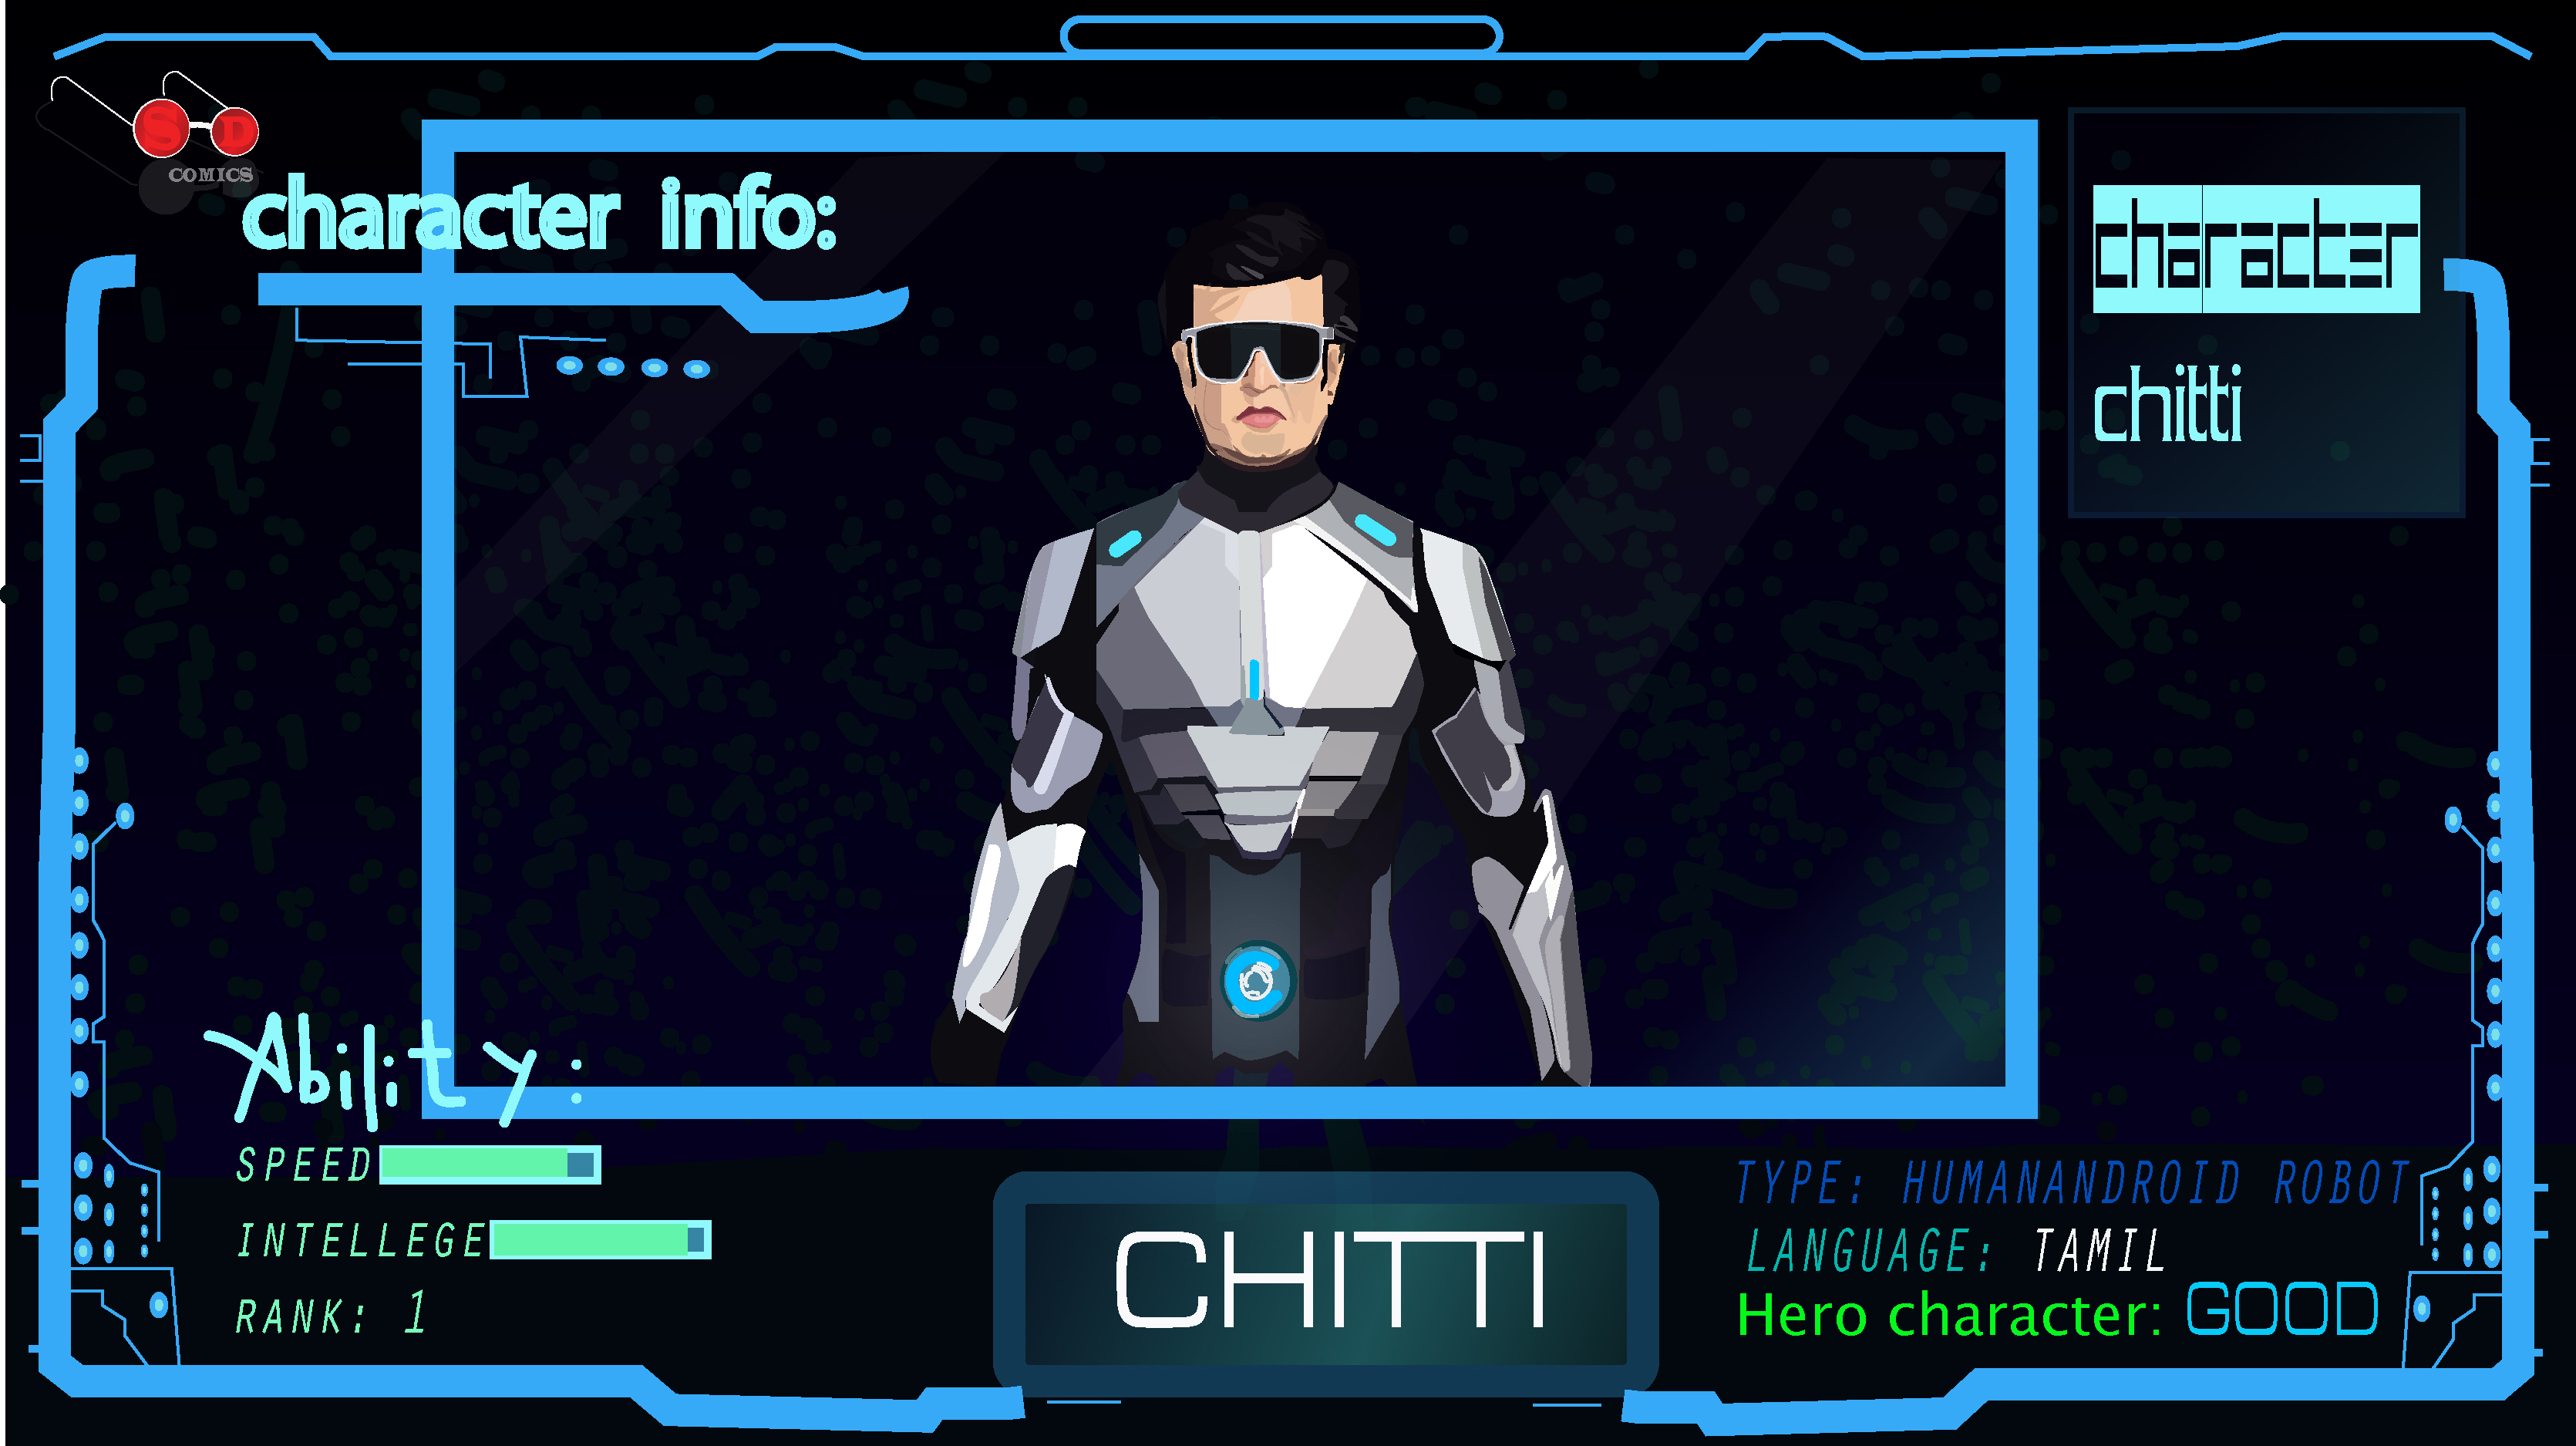 S D
COMICS
character info:
character
chitti
Ability:
SPEED
INTELLEGE
RANK: 1
CHITTI
TYPE: HUMANANDROID ROBOT
LANGUAGE: TAMIL
Hero character: GOOD